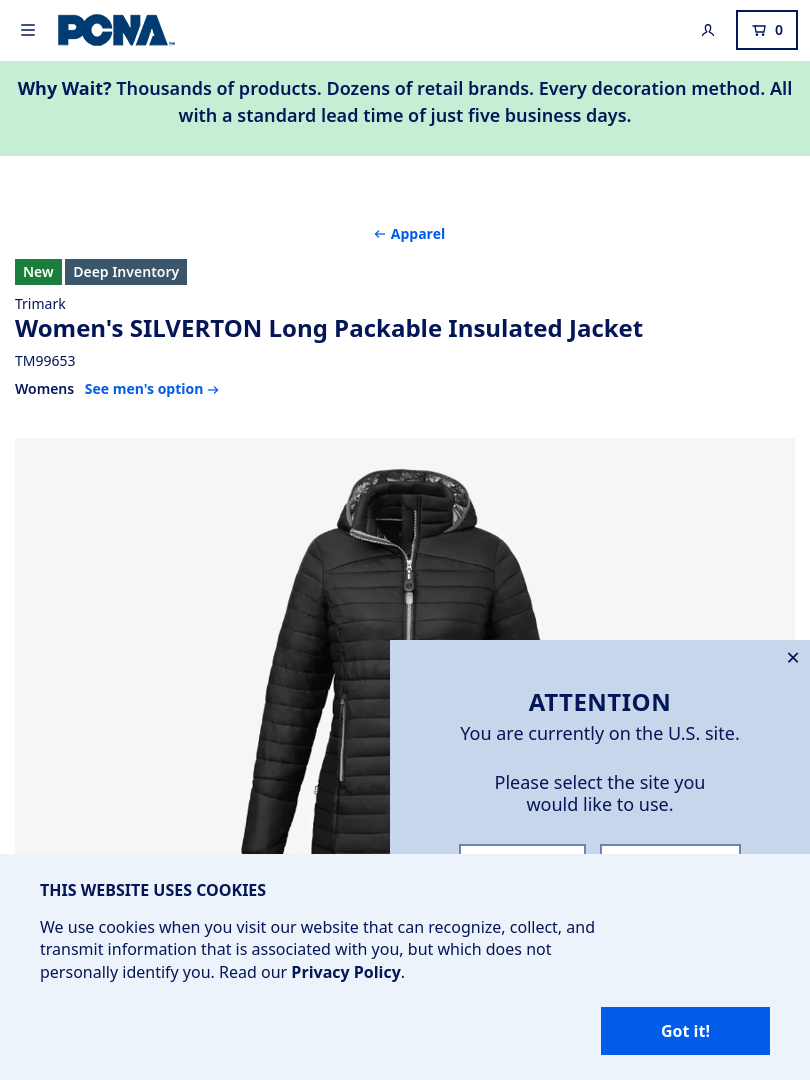 PCNA
0
Why Wait? Thousands of products. Dozens of retail brands. Every decoration method. All
with a standard lead time of just five business days.
← Apparel
New
Deep Inventory
Trimark
Women's SILVERTON Long Packable Insulated Jacket
TM99653
Womens See men's option →
ATTENTION
You are currently on the U.S. site.
Please select the site you
would like to use.
THIS WEBSITE USES COOKIES
We use cookies when you visit our website that can recognize, collect, and
transmit information that is associated with you, but which does not
personally identify you. Read our Privacy Policy.
Got it!